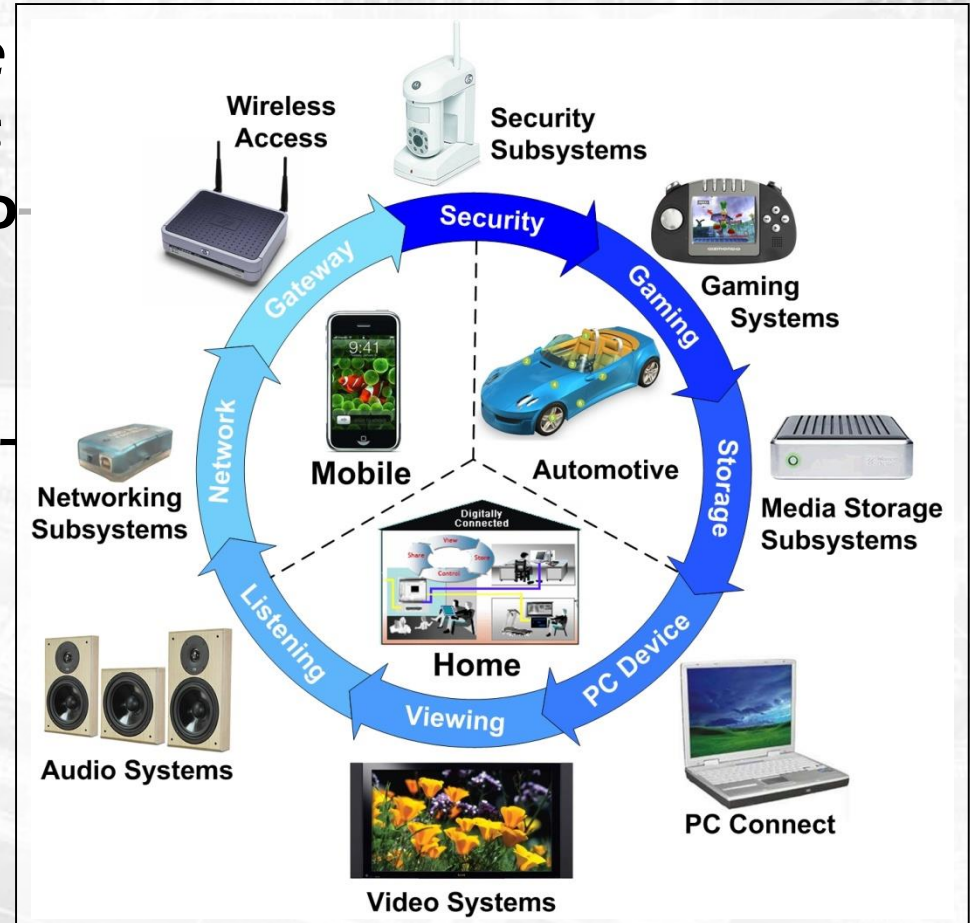 Wireless
Access
Security
Subsystems
Security
Gaming
Systems
Gaming
Gateway
9:41
Mobile
Automotive
Storage
Media Storage
Subsystems
Network
Networking
Subsystems
Digitally
Connected
View
Share
Store
Control
Home
Listening
PC Device
Viewing
Audio Systems
PC Connect
Video Systems